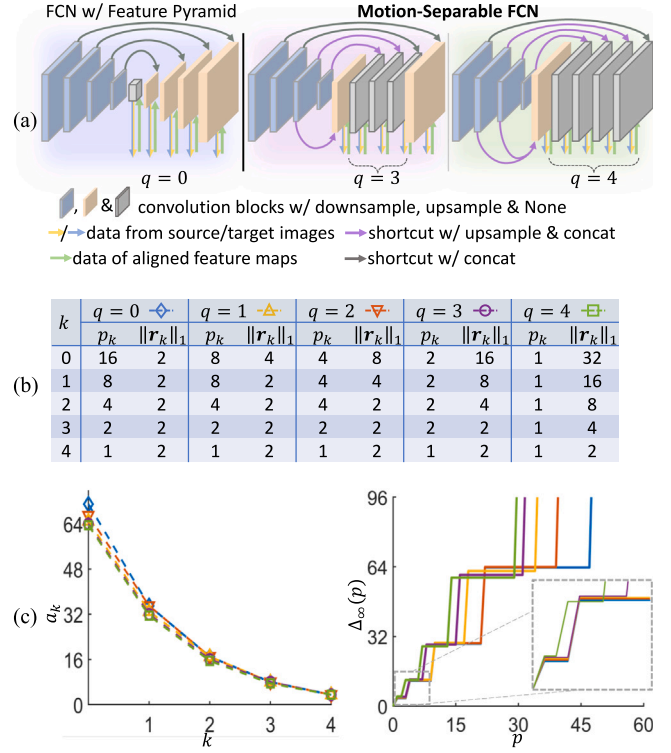 FCN w/ Feature Pyramid
Motion-Separable FCN
(a)
q = 0
q = 3
q = 4
, & convolution blocks w/ downsample, upsample & None
/ data from source/target images
shortcut w/ upsample & concat
data of aligned feature maps
shortcut w/ concat
(b)
k q = 0 q = 1 q = 2 q = 3 q = 4
p_k ‖r_k‖₁ p_k ‖r_k‖₁ p_k ‖r_k‖₁ p_k ‖r_k‖₁ p_k ‖r_k‖₁
0 16 2 8 4 4 8 2 16 1 32
1 8 2 8 2 4 4 2 8 1 16
2 4 2 4 2 4 2 2 4 1 8
3 2 2 2 2 2 2 2 2 1 4
4 1 2 1 2 1 2 1 2 1 2
(c)
64
48
32
16
0
1 2 3 4
a_k
k
96
64
32
0
0 15 30 45 60
Δ_∞(p)
p